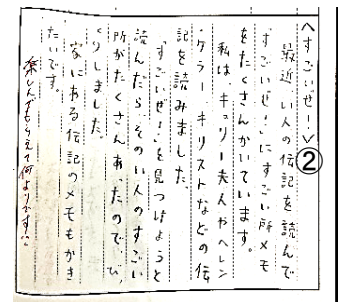 ②
＜すごいぜー＞
最近、い人の伝記を読んで
「すごいぜ！」にすごい所メモ
をたくさんかいています。
私は、キュリー夫人やヘレン
・ケラー、キリストなどの伝
記を読みました。
「すごいぜ！」を見つけようと
読んだら、そのい人のすごい
所がたくさんあったので、び、
くりしました。
家にある伝記のメモもかき
たいです。
楽しんでもらえて何よりです